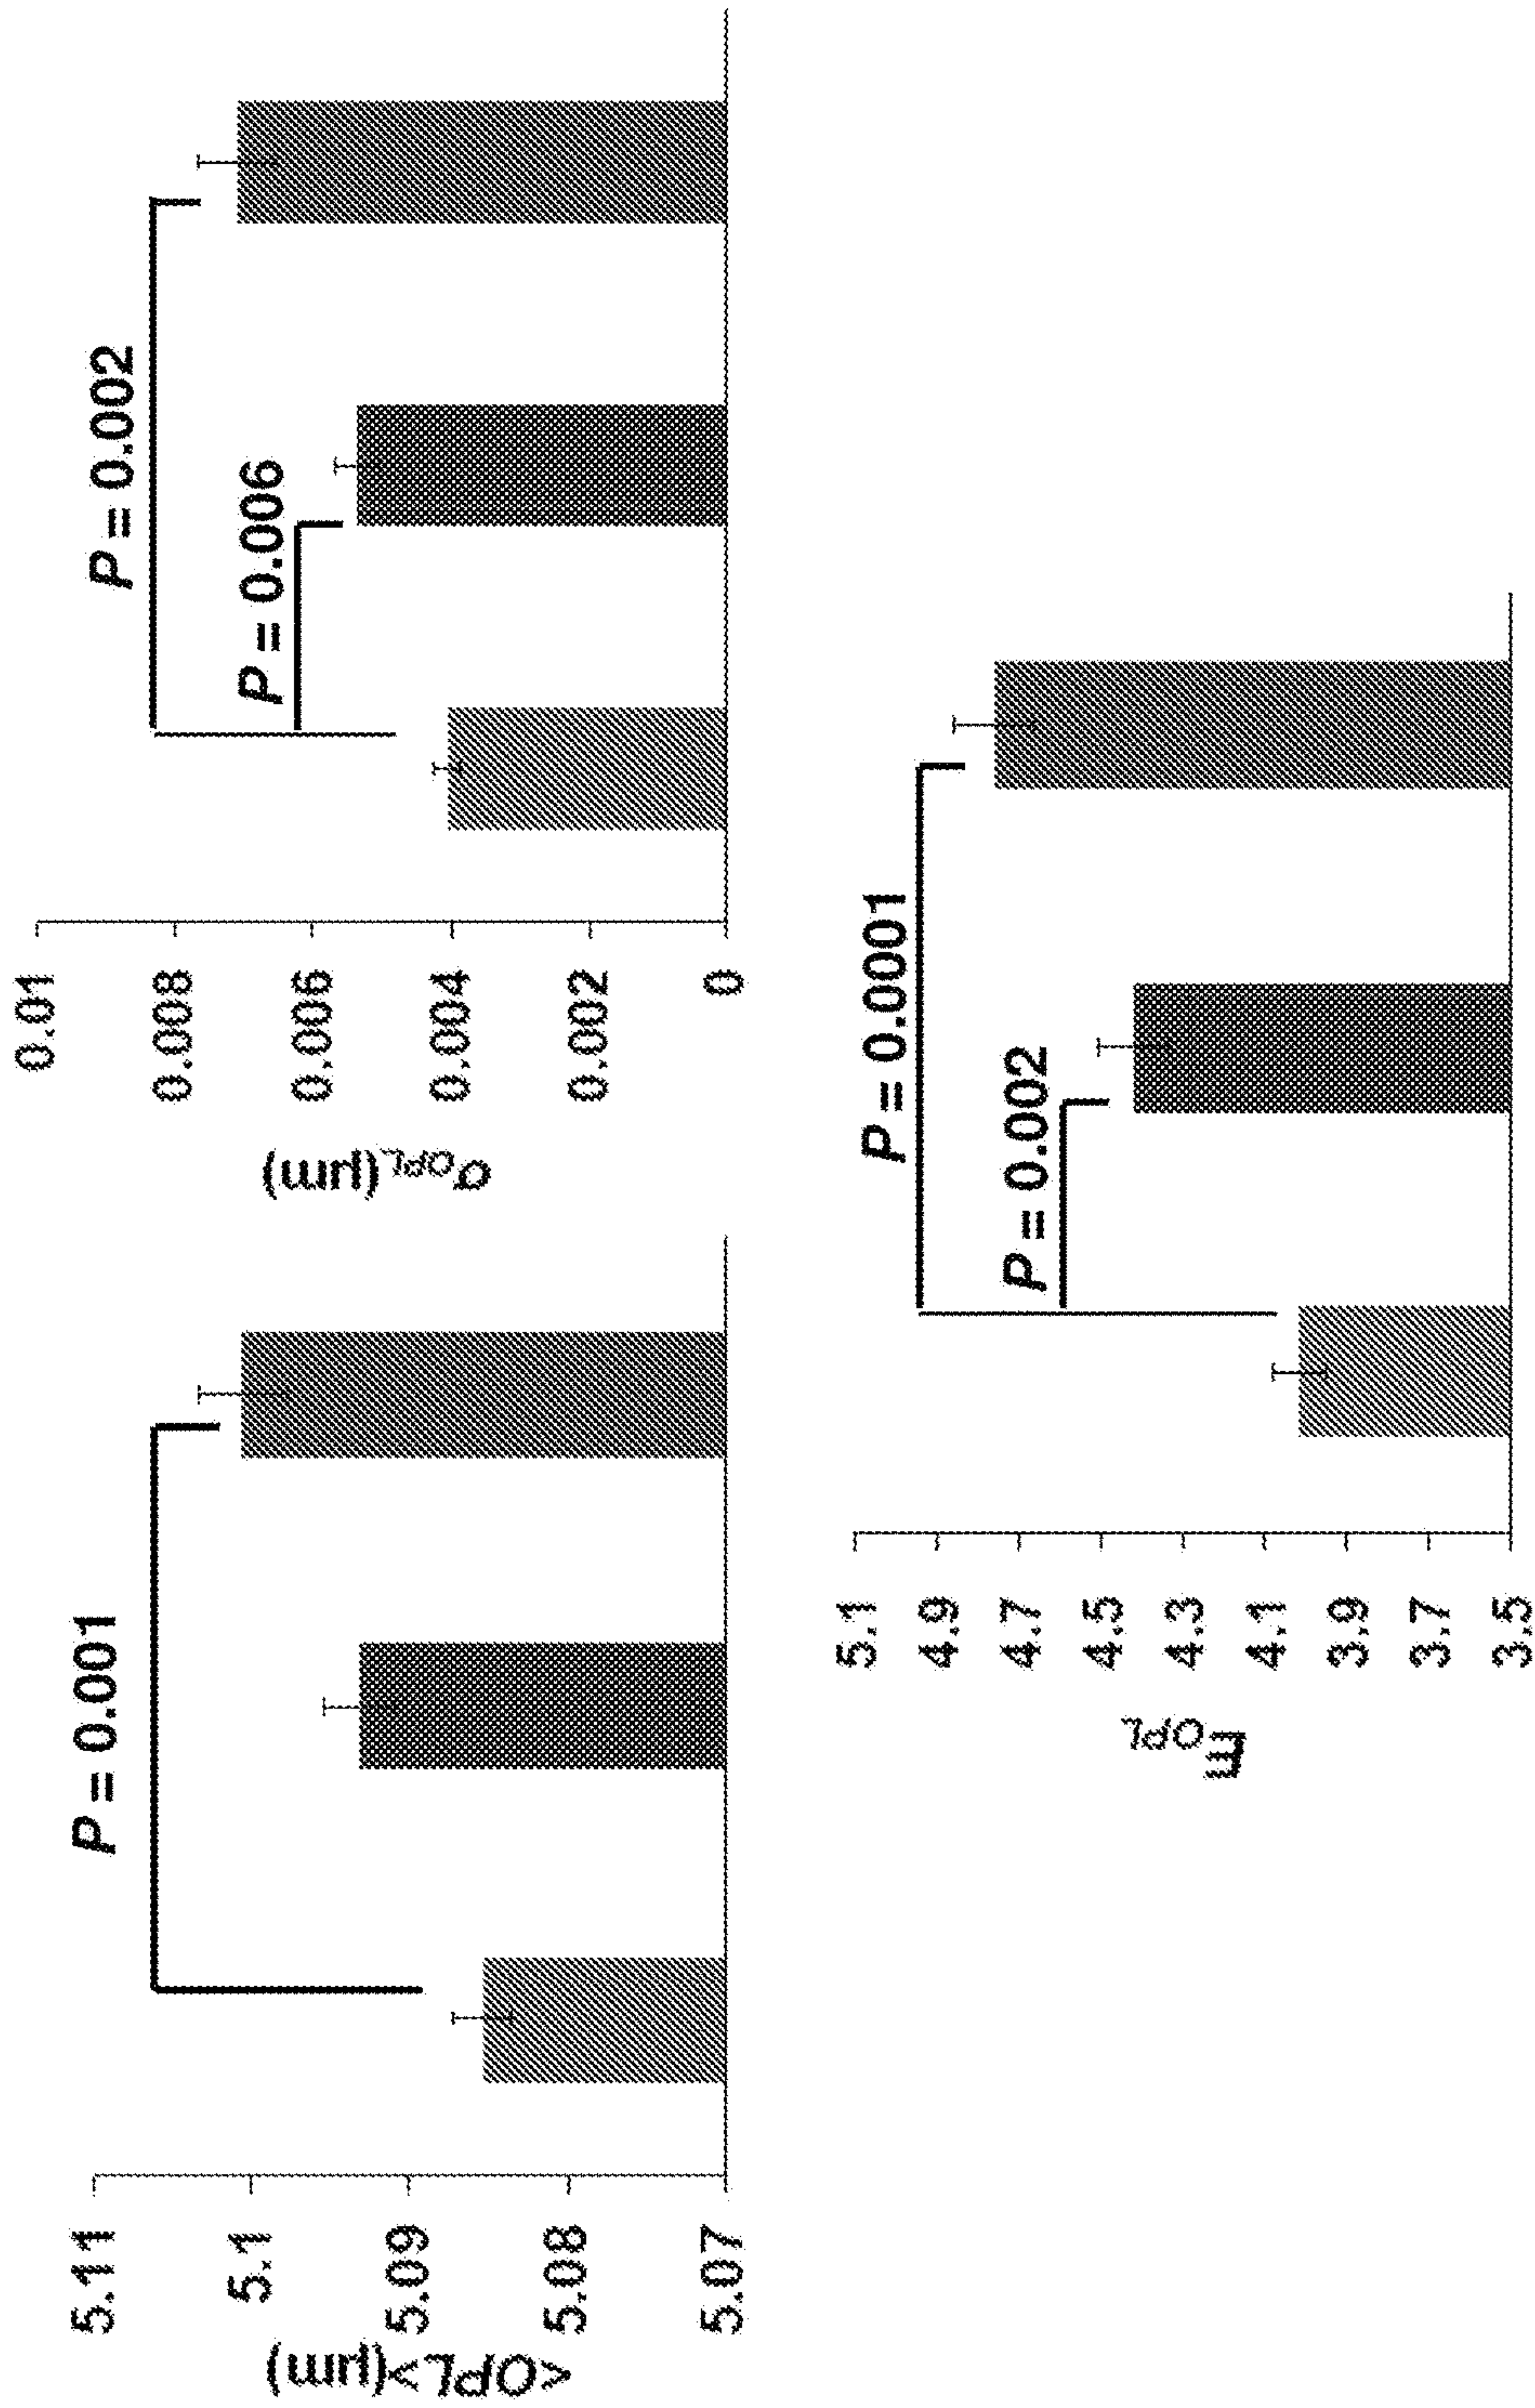 <OPL>(µm)
5.11
5.1
5.09
5.08
5.07
P = 0.001
σOPL(µm)
0.01
0.008
0.006
0.004
0.002
0
P = 0.002
P = 0.006
EOPL
5.1
4.9
4.7
4.5
4.3
4.1
3.9
3.7
3.5
P = 0.0001
P = 0.002